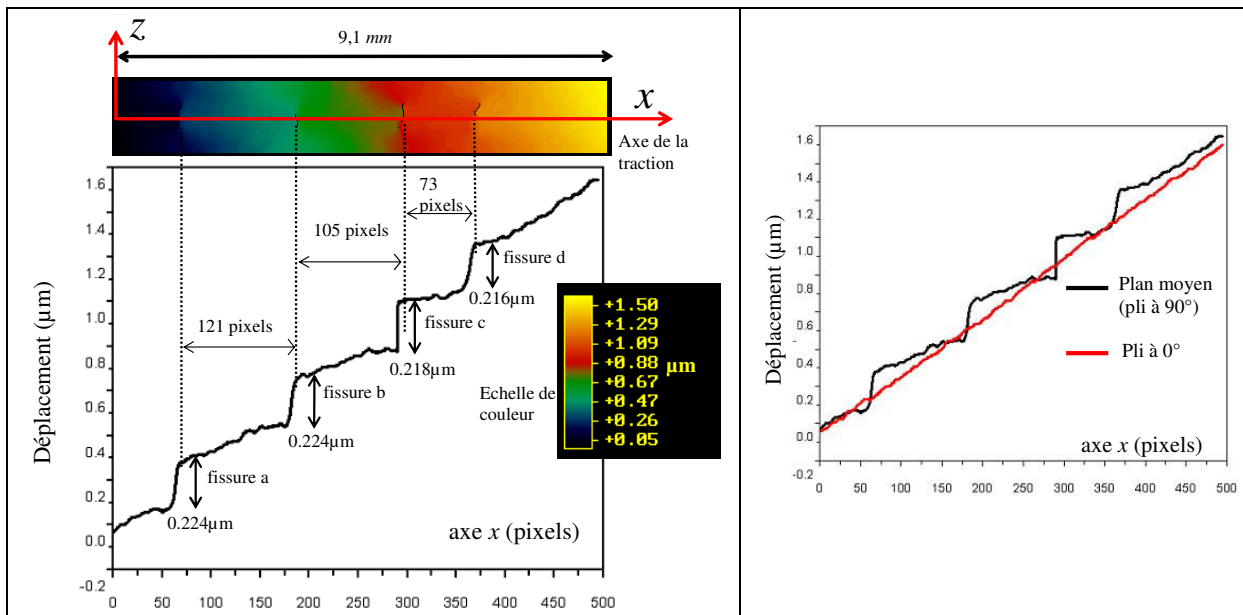 z
9,1 mm
x
Axe de la
traction
Déplacement (µm)
1.6
1.4
1.2
1.0
0.8
0.6
0.4
0.2
0.0
-0.2
73
pixels
105 pixels
121 pixels
fissure d
0.216µm
fissure c
0.218µm
fissure b
0.224µm
fissure a
0.224µm
Echelle de
couleur
+1.50
+1.29
+1.09
+0.88
+0.67
+0.47
+0.26
+0.05
µm
axe x (pixels)
0 50 100 150 200 250 300 350 400 450 500
Déplacement (µm)
1.6
1.4
1.2
1.0
0.8
0.6
0.4
0.2
0.0
-0.2
Plan moyen
(pli à 90°)
Pli à 0°
axe x (pixels)
0 50 100 150 200 250 300 350 400 450 500